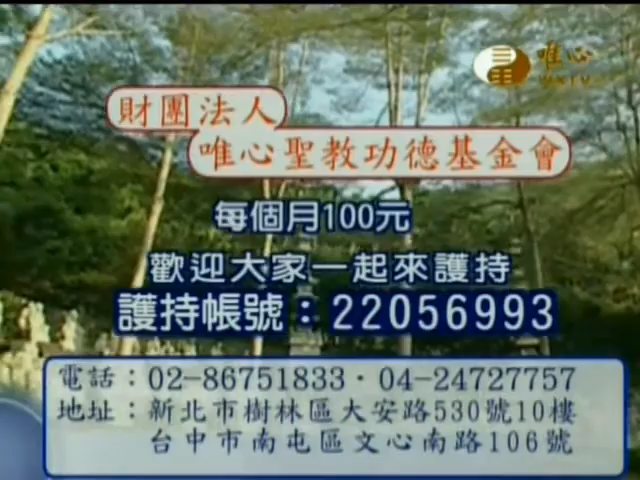 唯心
財團法人
唯心聖教功德基金會
每個月100元
歡迎大家一起來護持
護持帳號：22056993
電話：02-86751833·04-24727757
地址：新北市樹林區大安路530號10樓
台中市南屯區文心南路106號